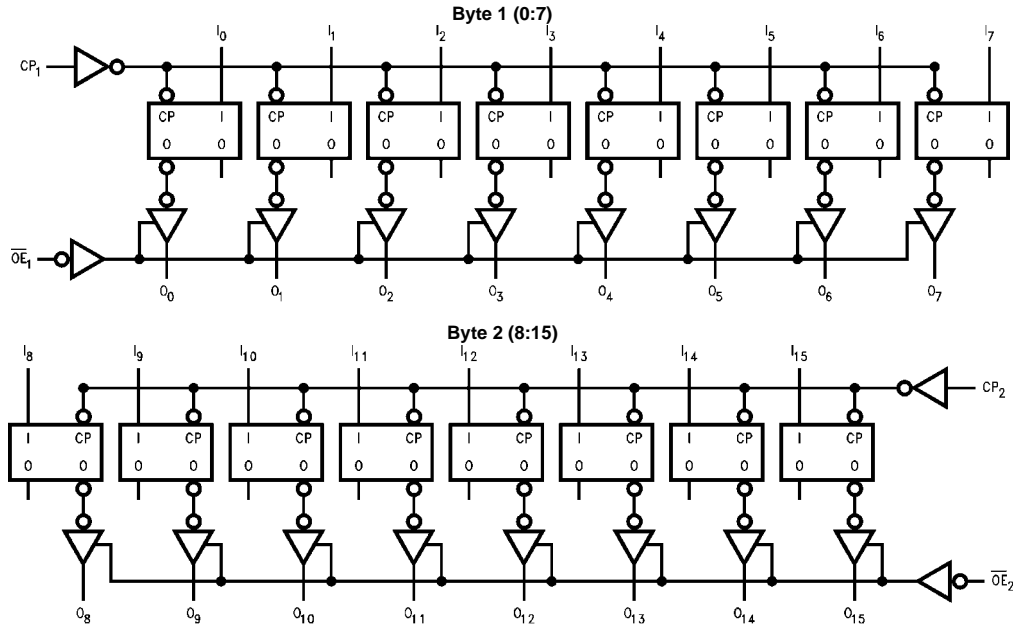 Byte 1 (0:7)
I0 I1 I2 I3 I4 I5 I6 I7
CP1
CP I CP I CP I CP I CP I CP I CP I CP I
O O O O O O O O O O O O O O O O
OE1
O0 O1 O2 O3 O4 O5 O6 O7
Byte 2 (8:15)
I8 I9 I10 I11 I12 I13 I14 I15
CP2
I CP I CP I CP I CP I CP I CP I CP I CP
O O O O O O O O O O O O O O O O
OE2
O8 O9 O10 O11 O12 O13 O14 O15